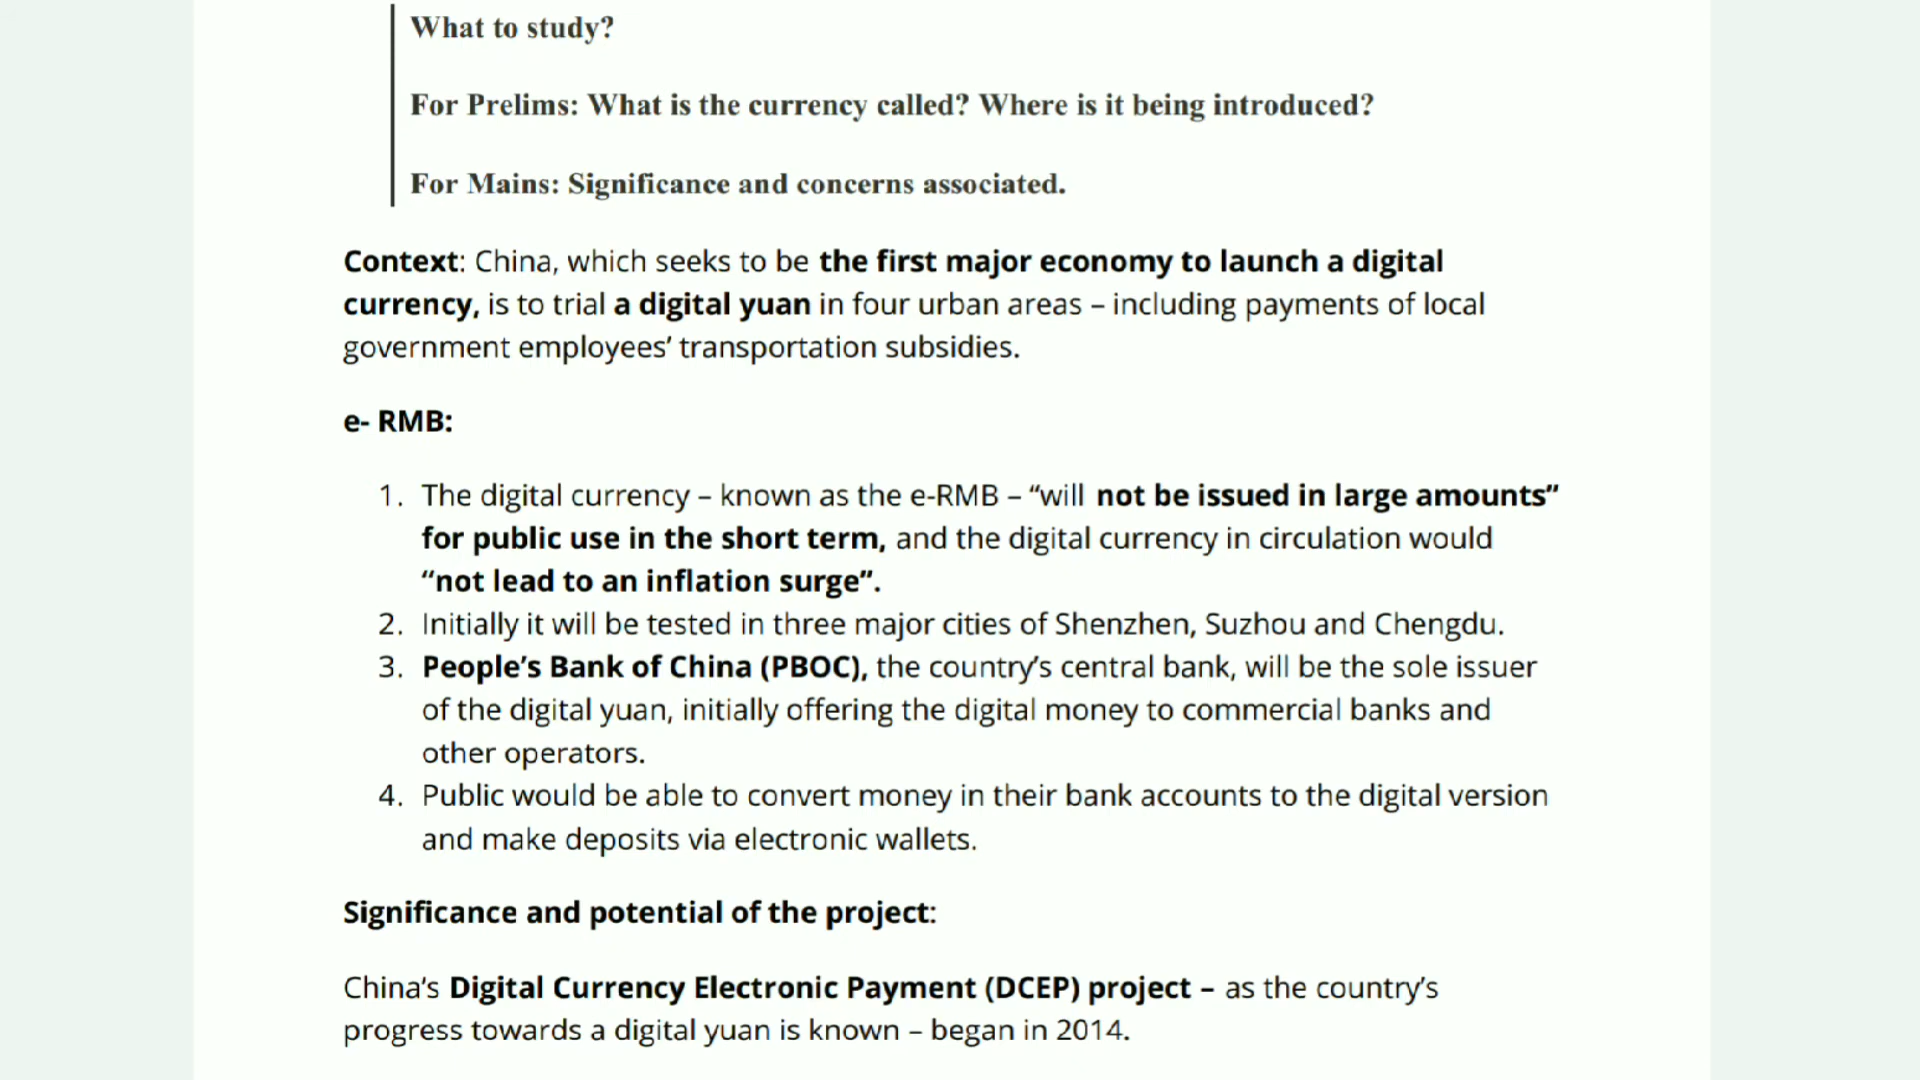 What to study?
For Prelims: What is the currency called? Where is it being introduced?
For Mains: Significance and concerns associated.
Context: China, which seeks to be the first major economy to launch a digital
currency, is to trial a digital yuan in four urban areas – including payments of local
government employees’ transportation subsidies.
e- RMB:
1. The digital currency – known as the e-RMB – “will not be issued in large amounts”
for public use in the short term, and the digital currency in circulation would
“not lead to an inflation surge”.
2. Initially it will be tested in three major cities of Shenzhen, Suzhou and Chengdu.
3. People’s Bank of China (PBOC), the country’s central bank, will be the sole issuer
of the digital yuan, initially offering the digital money to commercial banks and
other operators.
4. Public would be able to convert money in their bank accounts to the digital version
and make deposits via electronic wallets.
Significance and potential of the project:
China’s Digital Currency Electronic Payment (DCEP) project – as the country’s
progress towards a digital yuan is known – began in 2014.